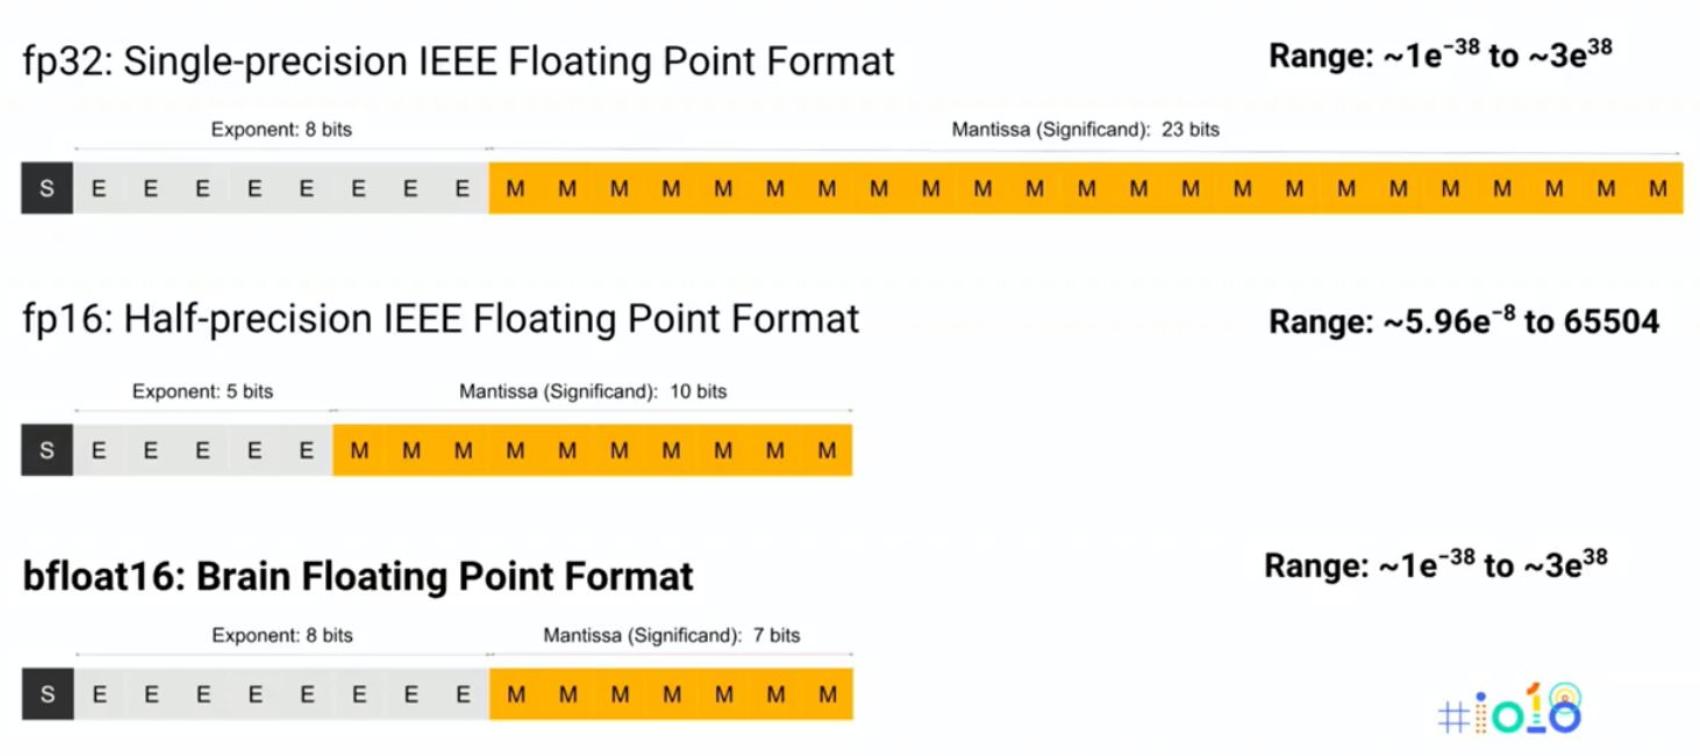 fp32: Single-precision IEEE Floating Point Format
Range: ~1e⁻³⁸ to ~3e³⁸
Exponent: 8 bits
Mantissa (Significand): 23 bits
S E E E E E E E E M M M M M M M M M M M M M M M M M M M M M M M
fp16: Half-precision IEEE Floating Point Format
Range: ~5.96e⁻⁸ to 65504
Exponent: 5 bits
Mantissa (Significand): 10 bits
S E E E E E M M M M M M M M M M
bfloat16: Brain Floating Point Format
Range: ~1e⁻³⁸ to ~3e³⁸
Exponent: 8 bits
Mantissa (Significand): 7 bits
S E E E E E E E E M M M M M M M
#io18